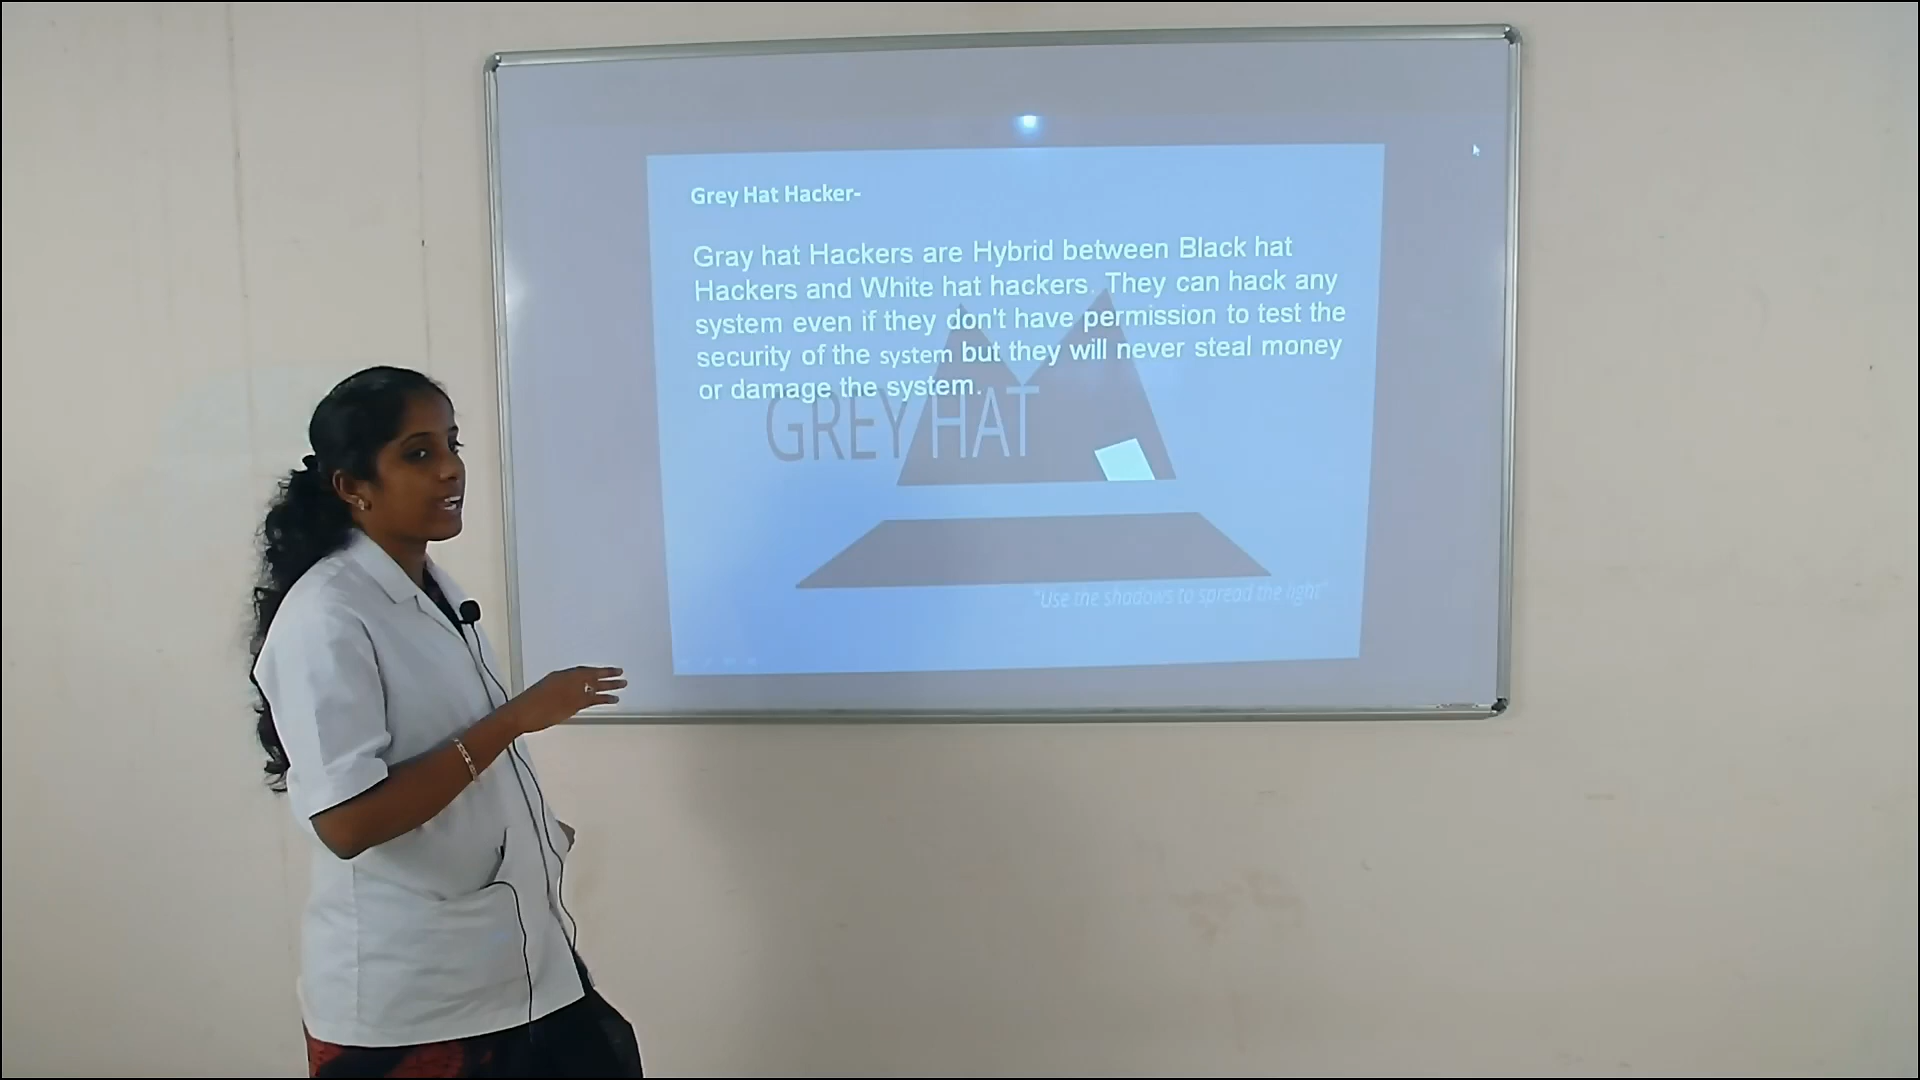 Grey Hat Hacker-
Gray hat Hackers are Hybrid between Black hat
Hackers and White hat hackers. They can hack any
system even if they don't have permission to test the
security of the system but they will never steal money
or damage the system.
GREY HAT
"Use the shadows to spread the light"